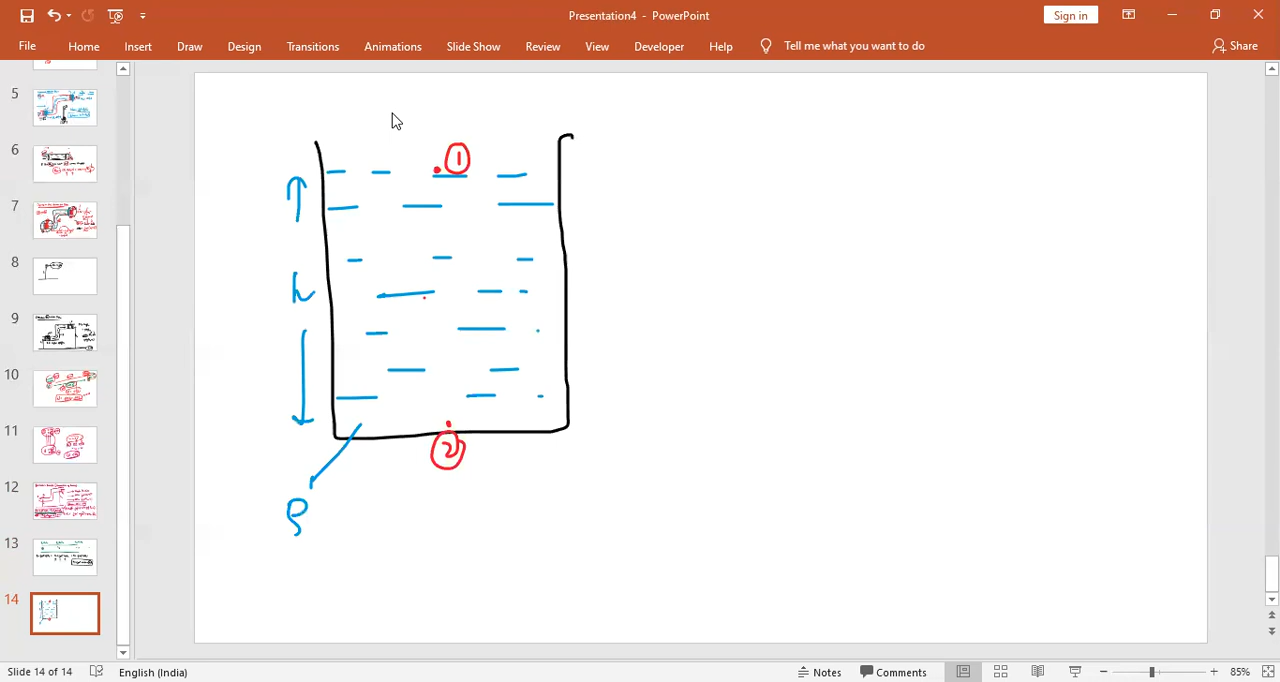 Presentation4 - PowerPoint
Sign in
File Home Insert Draw Design Transitions Animations Slide Show Review View Developer Help Tell me what you want to do Share
5
6
7
8
9
10
11
12
13
14
1
h
2
ρ
Slide 14 of 14 English (India) Notes Comments 85%